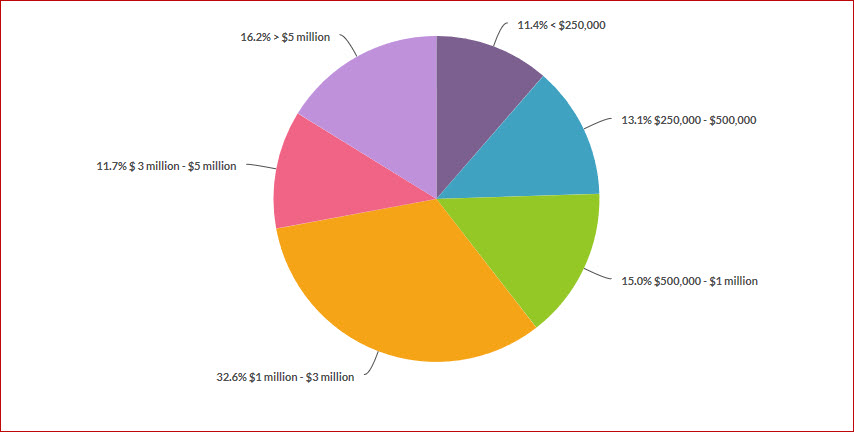 11.4% < $250,000
16.2% > $5 million
13.1% $250,000 - $500,000
11.7% $ 3 million - $5 million
15.0% $500,000 - $1 million
32.6% $1 million - $3 million